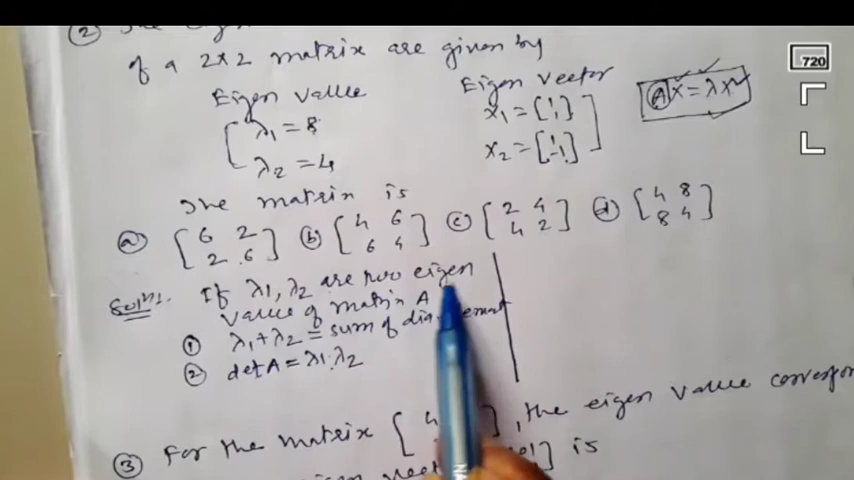 ② The Eigen
of a 2×2 matrix are given by
Eigen value Eigen vector
λ₁ = 8 x₁ = [1 1] AX = λX
λ₂ = 4 x₂ = [1 -1]
The matrix is
ⓐ [6 2 2 6] ⓑ [4 6 6 4] ⓒ [2 4 4 2] ⓓ [4 8 8 4]
Soln:. If λ₁, λ₂ are two eigen
value of matrix A
① λ₁+λ₂ = sum of
② det A = λ₁.λ₂
③ For the matrix [4 ], the eigen value
is
720